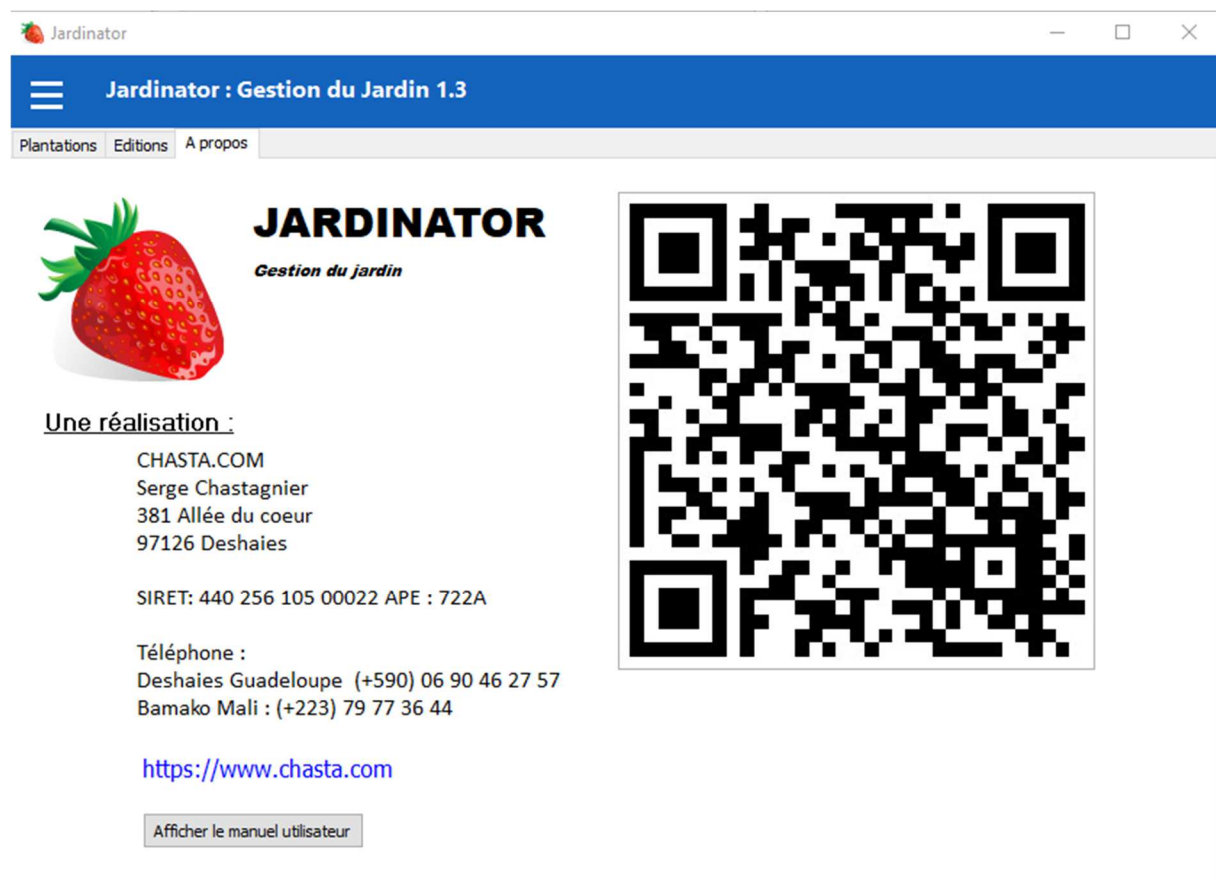 Jardinator
Jardinator : Gestion du Jardin 1.3
Plantations Editions A propos
JARDINATOR
Gestion du jardin
Une réalisation :
CHASTA.COM
Serge Chastagnier
381 Allée du coeur
97126 Deshaies
SIRET: 440 256 105 00022 APE : 722A
Téléphone :
Deshaies Guadeloupe (+590) 06 90 46 27 57
Bamako Mali : (+223) 79 77 36 44
https://www.chasta.com
Afficher le manuel utilisateur